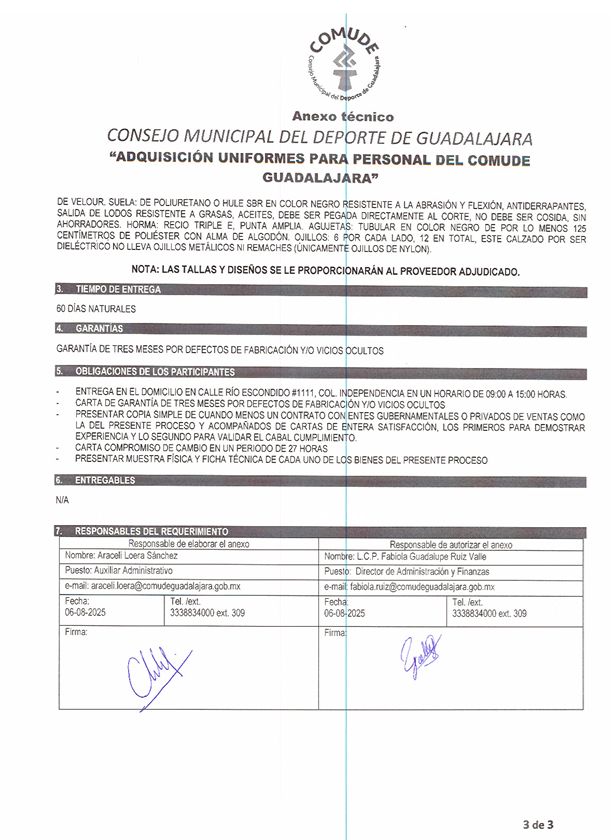 COMUDE
Consejo Municipal del Deporte de Guadalajara
Anexo técnico
CONSEJO MUNICIPAL DEL DEPORTE DE GUADALAJARA
“ADQUISICIÓN UNIFORMES PARA PERSONAL DEL COMUDE
GUADALAJARA”
DE VELOUR. SUELA: DE POLIURETANO O HULE SBR EN COLOR NEGRO RESISTENTE A LA ABRASIÓN Y FLEXIÓN, ANTIDERRAPANTES,
SALIDA DE LODOS RESISTENTE A GRASAS, ACEITES, DEBE SER PEGADA DIRECTAMENTE AL CORTE, NO DEBE SER COSIDA, SIN
AHORRADORES. HORMA: RECIO TRIPLE E, PUNTA AMPLIA. AGUJETAS: TUBULAR EN COLOR NEGRO DE POR LO MENOS 125
CENTÍMETROS DE POLIÉSTER CON ALMA DE ALGODÓN. OJILLOS: 6 POR CADA LADO, 12 EN TOTAL, ESTE CALZADO POR SER
DIELÉCTRICO NO LLEVA OJILLOS METÁLICOS NI REMACHES (ÚNICAMENTE OJILLOS DE NYLON).
NOTA: LAS TALLAS Y DISEÑOS SE LE PROPORCIONARÁN AL PROVEEDOR ADJUDICADO.
3. TIEMPO DE ENTREGA
60 DÍAS NATURALES
4. GARANTÍAS
GARANTÍA DE TRES MESES POR DEFECTOS DE FABRICACIÓN Y/O VICIOS OCULTOS
5. OBLIGACIONES DE LOS PARTICIPANTES
- ENTREGA EN EL DOMICILIO EN CALLE RÍO ESCONDIDO #1111, COL. INDEPENDENCIA EN UN HORARIO DE 09:00 A 15:00 HORAS.
- CARTA DE GARANTÍA DE TRES MESES POR DEFECTOS DE FABRICACIÓN Y/O VICIOS OCULTOS
- PRESENTAR COPIA SIMPLE DE CUANDO MENOS UN CONTRATO CON ENTES GUBERNAMENTALES O PRIVADOS DE VENTAS COMO
LA DEL PRESENTE PROCESO Y ACOMPAÑADOS DE CARTAS DE ENTERA SATISFACCIÓN, LOS PRIMEROS PARA DEMOSTRAR
EXPERIENCIA Y LO SEGUNDO PARA VALIDAR EL CABAL CUMPLIMIENTO.
- CARTA COMPROMISO DE CAMBIO EN UN PERIODO DE 27 HORAS
- PRESENTAR MUESTRA FÍSICA Y FICHA TÉCNICA DE CADA UNO DE LOS BIENES DEL PRESENTE PROCESO
6. ENTREGABLES
N/A
7. RESPONSABLES DEL REQUERIMIENTO
Responsable de elaborar el anexo Responsable de autorizar el anexo
Nombre: Araceli Loera Sánchez Nombre: L.C.P. Fabiola Guadalupe Ruiz Valle
Puesto: Auxiliar Administrativo Puesto: Director de Administración y Finanzas
e-mail: araceli.loera@comudeguadalajara.gob.mx e-mail: fabiola.ruiz@comudeguadalajara.gob.mx
Fecha: Tel. /ext. Fecha: Tel. /ext.
06-08-2025 3338834000 ext. 309 06-08-2025 3338834000 ext. 309
Firma: Firma:
3 de 3